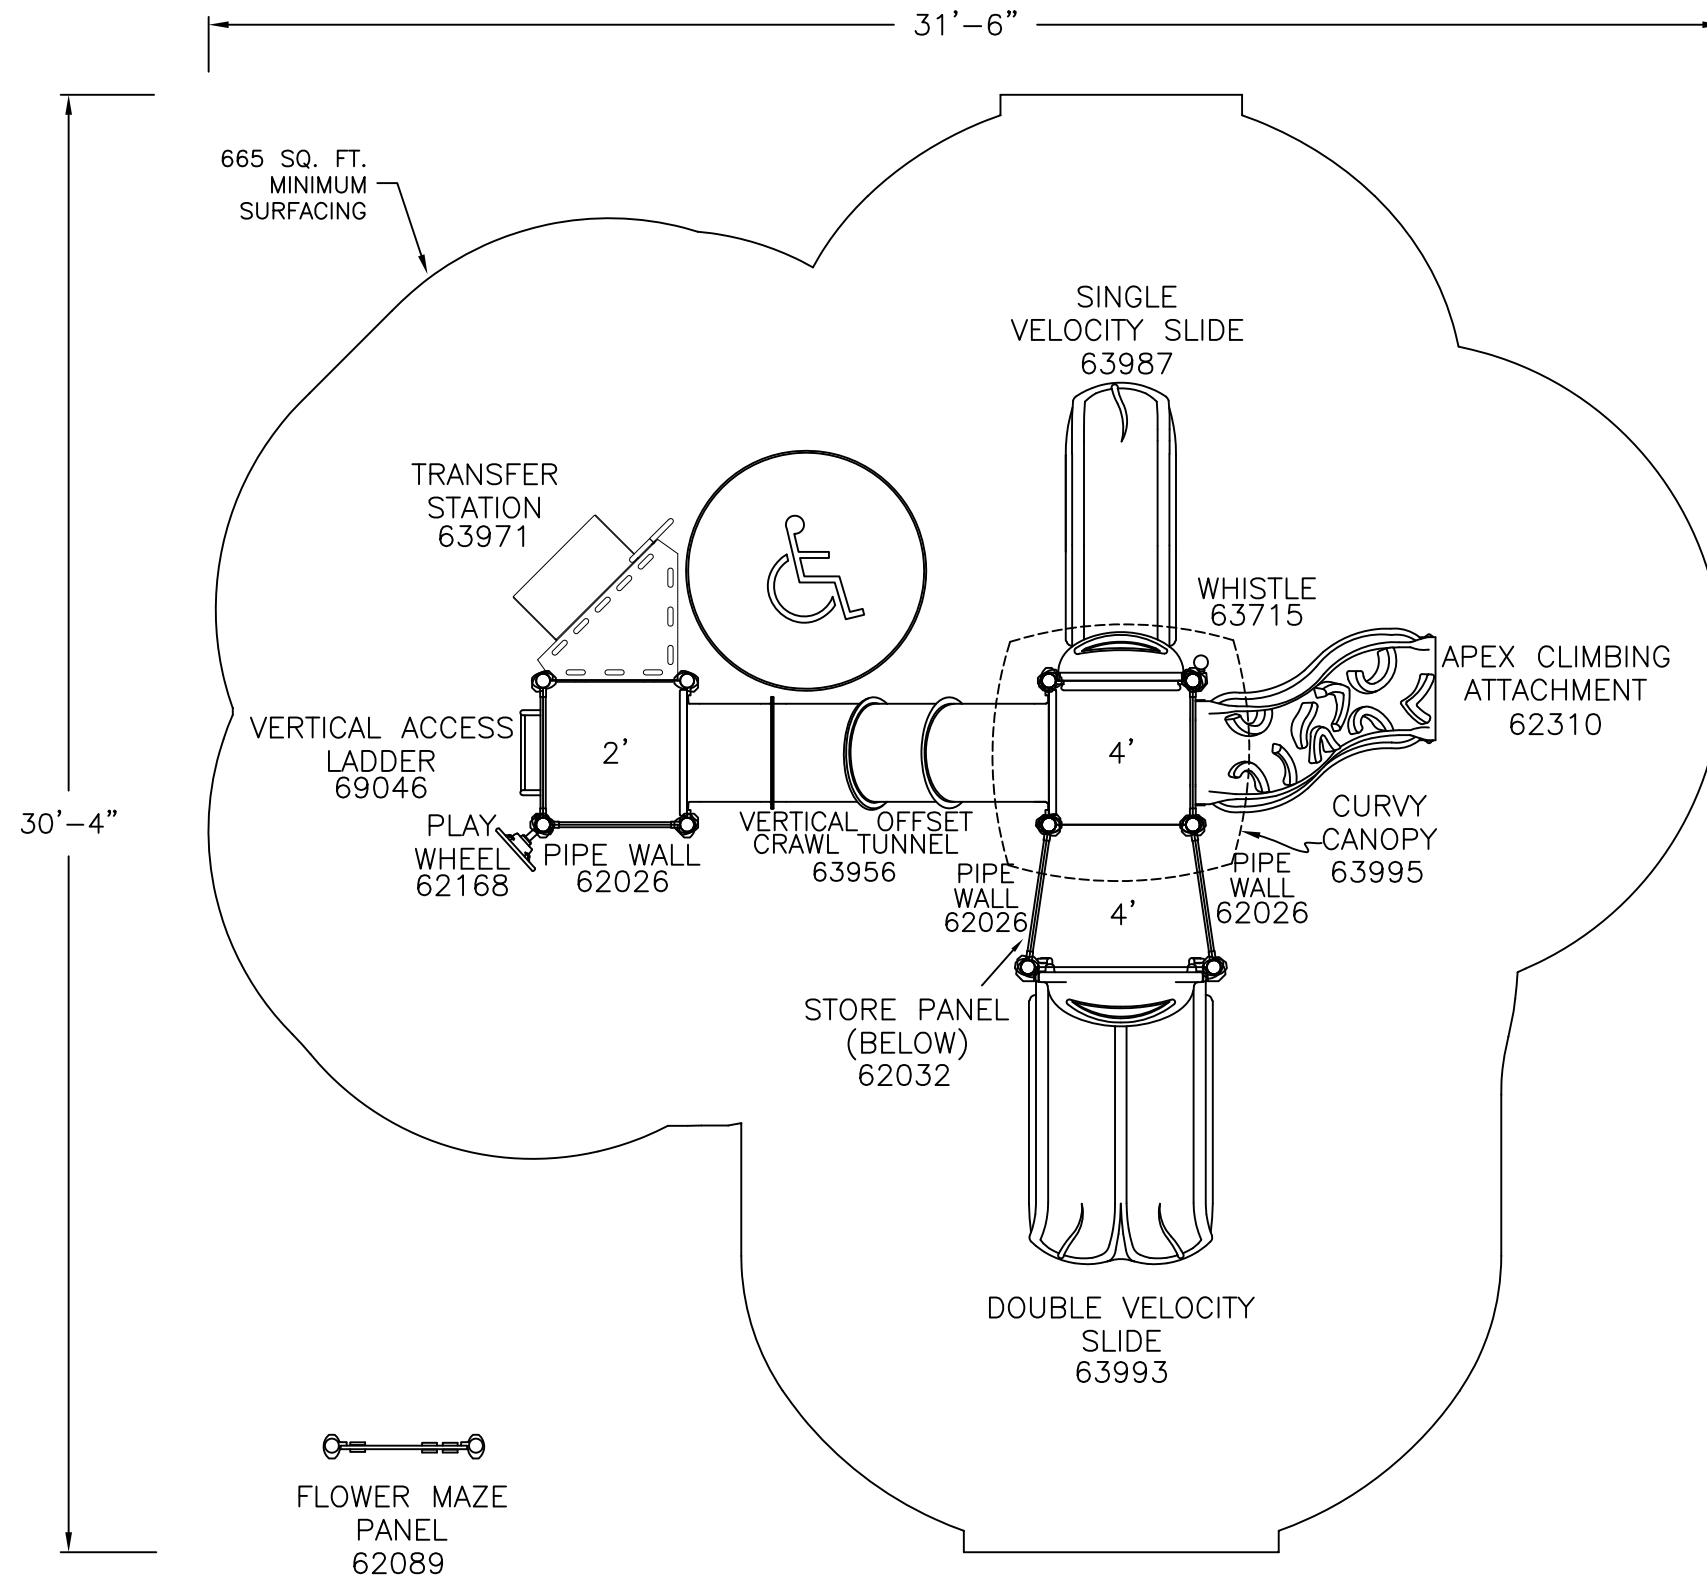 31'-6"
665 SQ. FT.
MINIMUM
SURFACING
SINGLE
VELOCITY SLIDE
63987
TRANSFER
STATION
63971
WHISTLE
63715
APEX CLIMBING
ATTACHMENT
62310
VERTICAL ACCESS
LADDER
69046
2'
4'
30'-4"
PLAY
WHEEL
62168
PIPE WALL
62026
VERTICAL OFFSET
CRAWL TUNNEL
63956
CURVY
CANOPY
63995
PIPE
WALL
62026
4'
PIPE
WALL
62026
STORE PANEL
(BELOW)
62032
DOUBLE VELOCITY
SLIDE
63993
FLOWER MAZE
PANEL
62089